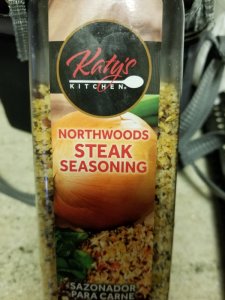 Katy's
KITCHEN
NORTHWOODS
STEAK
SEASONING
SAZONADOR
PARA CARNE